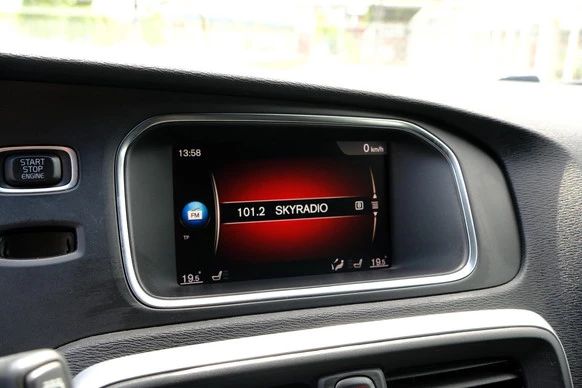 START
STOP
ENGINE
13:58
0 km/h
FM
101.2 SKYRADIO
TP
19.5°
19.5°